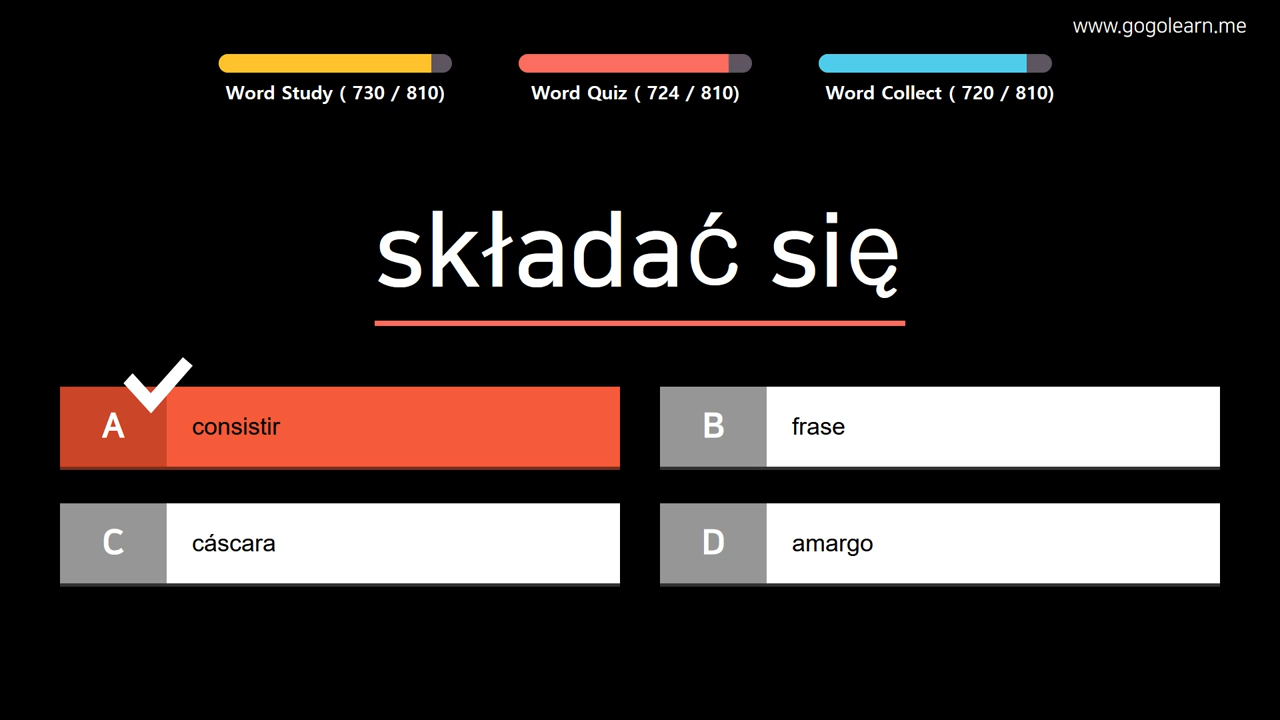 www.gogolearn.me
Word Study ( 730 / 810)
Word Quiz ( 724 / 810)
Word Collect ( 720 / 810)
składać się
A consistir
B frase
C cáscara
D amargo